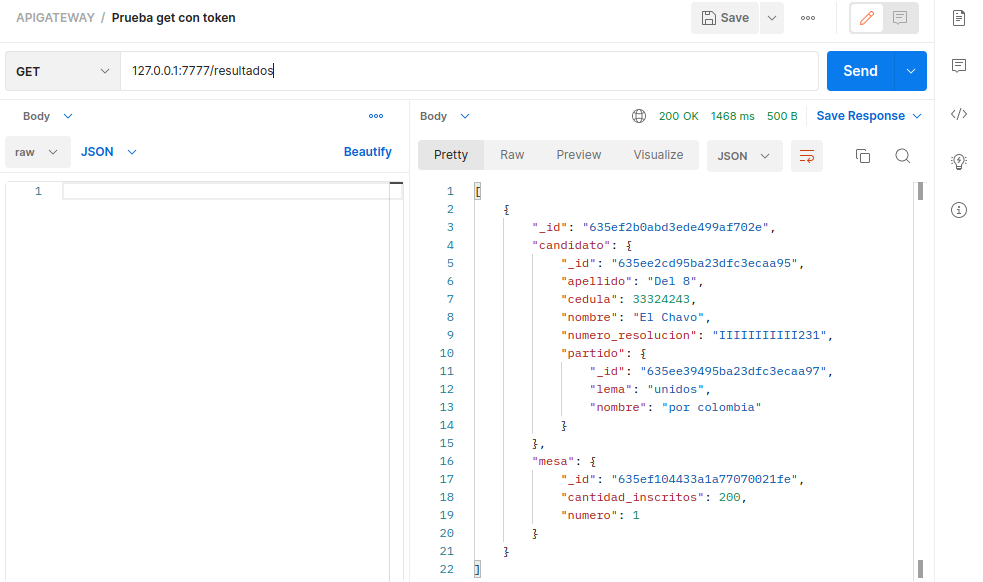 APIGATEWAY / Prueba get con token
Save
GET
127.0.0.1:7777/resultados
Send
Body
raw
JSON
Beautify
1
Body
200 OK 1468 ms 500 B
Save Response
Pretty Raw Preview Visualize
JSON
1 [
2 {
3 "_id": "635ef2b0abd3ede499af702e",
4 "candidato": {
5 "_id": "635ee2cd95ba23dfc3ecaa95",
6 "apellido": "Del 8",
7 "cedula": 33324243,
8 "nombre": "El Chavo",
9 "numero_resolucion": "IIIIIIIIIII231",
10 "partido": {
11 "_id": "635ee39495ba23dfc3ecaa97",
12 "lema": "unidos",
13 "nombre": "por colombia"
14 }
15 },
16 "mesa": {
17 "_id": "635ef104433a1a77070021fe",
18 "cantidad_inscritos": 200,
19 "numero": 1
20 }
21 }
22 ]